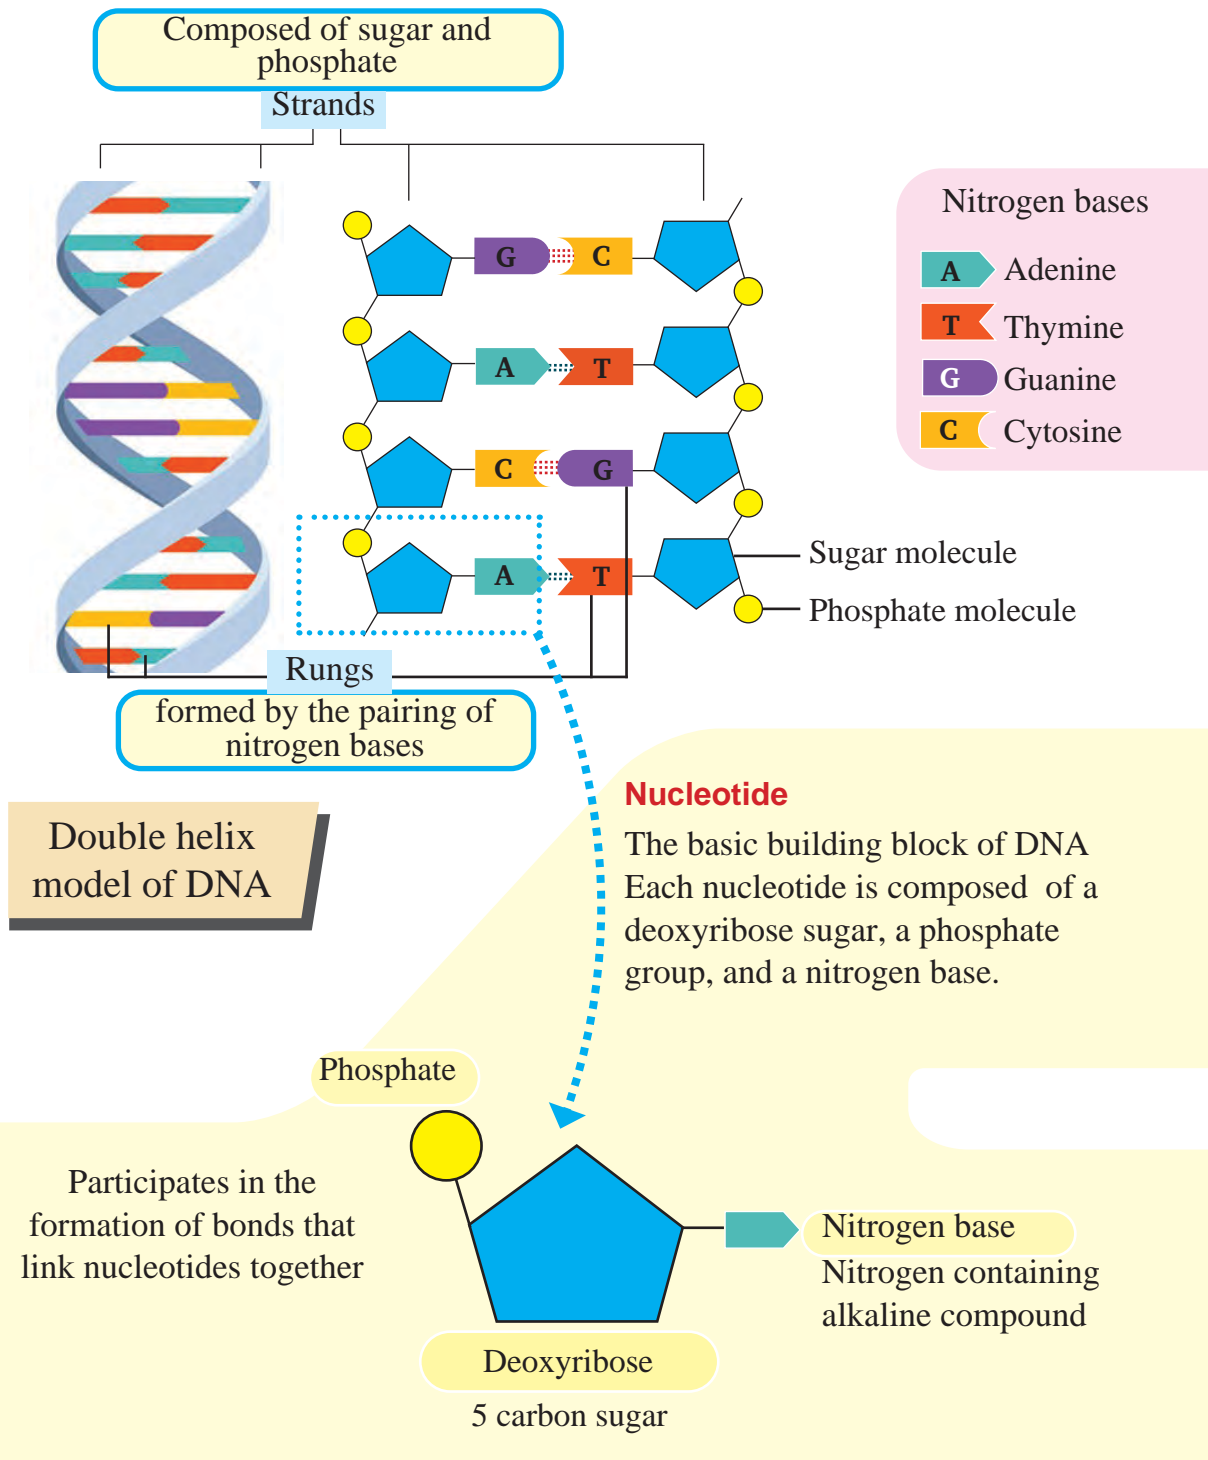 Composed of sugar and
phosphate
Strands
Nitrogen bases
A Adenine
T Thymine
G Guanine
C Cytosine
G C
A T
C G
A T
Sugar molecule
Phosphate molecule
Rungs
formed by the pairing of
nitrogen bases
Double helix
model of DNA
Nucleotide
The basic building block of DNA
Each nucleotide is composed of a
deoxyribose sugar, a phosphate
group, and a nitrogen base.
Phosphate
Participates in the
formation of bonds that
link nucleotides together
Nitrogen base
Nitrogen containing
alkaline compound
Deoxyribose
5 carbon sugar